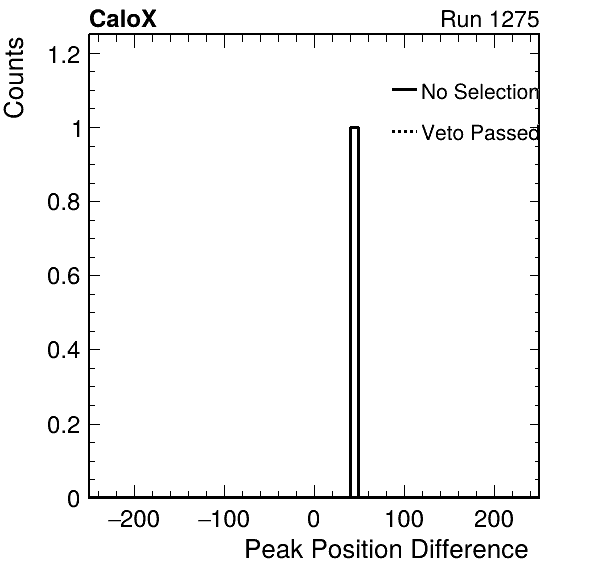 CaloX Run 1275
Counts
1.2
1
0.8
0.6
0.4
0.2
0
No Selection
Veto Passed
−200 −100 0 100 200
Peak Position Difference